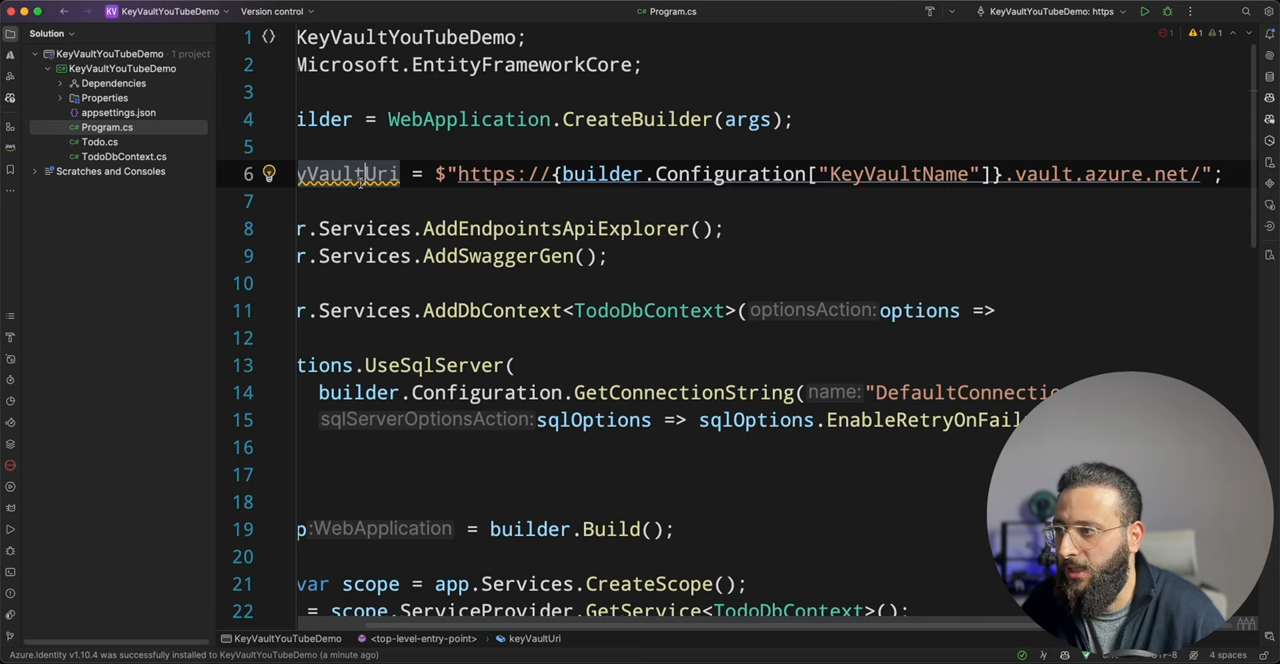 KV KeyVaultYouTubeDemo Version control Program.cs KeyVaultYouTubeDemo: https
Solution
KeyVaultYouTubeDemo · 1 project
KeyVaultYouTubeDemo
Dependencies
Properties
{} appsettings.json
C# Program.cs
C# Todo.cs
C# TodoDbContext.cs
Scratches and Consoles
aws
1 1 1
1 {} KeyVaultYouTubeDemo;
2 Microsoft.EntityFrameworkCore;
3
4 ilder = WebApplication.CreateBuilder(args);
5
6 yVaultUri = $"https://{builder.Configuration["KeyVaultName"]}.vault.azure.net/";
7
8 r.Services.AddEndpointsApiExplorer();
9 r.Services.AddSwaggerGen();
10
11 r.Services.AddDbContext<TodoDbContext>( optionsAction: options =>
12
13 tions.UseSqlServer(
14 builder.Configuration.GetConnectionString( name: "DefaultConnectio
15 sqlServerOptionsAction: sqlOptions => sqlOptions.EnableRetryOnFail
16
17
18
19 p :WebApplication = builder.Build();
20
21 var scope = app.Services.CreateScope();
22 = scope.ServiceProvider.GetService<TodoDbContext>();
KeyVaultYouTubeDemo <top-level-entry-point> keyVaultUri
Azure.Identity v1.10.4 was successfully installed to KeyVaultYouTubeDemo (a minute ago) 4 spaces